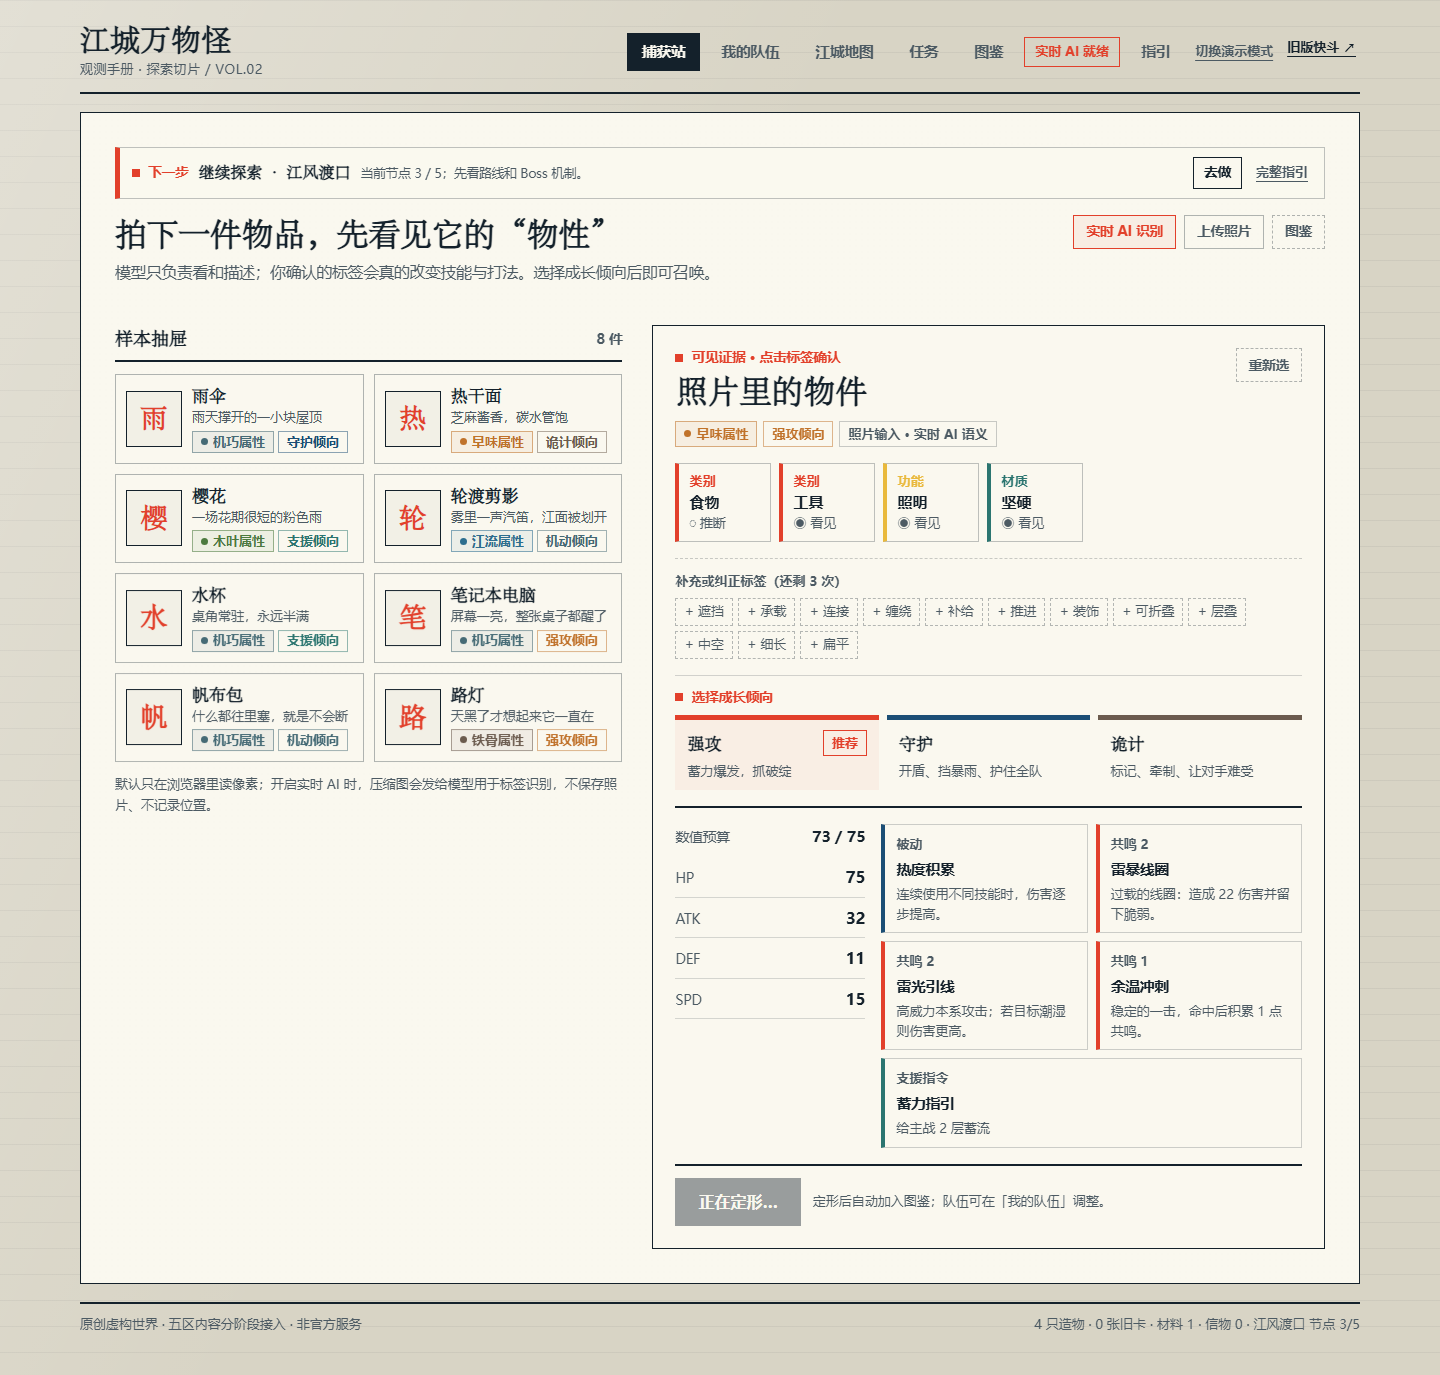 江城万物怪
观测手册 · 探索切片 / VOL.02
捕获站
我的队伍
江城地图
任务
图鉴
实时 AI 就绪
指引
切换演示模式
旧版快斗 ↗
下一步 继续探索 · 江风渡口 当前节点 3 / 5；先看路线和 Boss 机制。
去做
完整指引
拍下一件物品，先看见它的“物性”
实时 AI 识别
上传照片
图鉴
模型只负责看和描述；你确认的标签会真的改变技能与打法。选择成长倾向后即可召唤。
样本抽屉
8 件
雨
雨伞
雨天撑开的一小块屋顶
机巧属性 守护倾向
热
热干面
芝麻酱香，碳水管饱
早味属性 诡计倾向
樱
樱花
一场花期很短的粉色雨
木叶属性 支援倾向
轮
轮渡剪影
雾里一声汽笛，江面被划开
江流属性 机动倾向
水
水杯
桌角常驻，永远半满
机巧属性 支援倾向
笔
笔记本电脑
屏幕一亮，整张桌子都醒了
机巧属性 强攻倾向
帆
帆布包
什么都往里塞，就是不会断
机巧属性 机动倾向
路
路灯
天黑了才想起来它一直在
铁骨属性 强攻倾向
默认只在浏览器里读像素；开启实时 AI 时，压缩图会发给模型用于标签识别，不保存照
片、不记录位置。
可见证据 • 点击标签确认
重新选
照片里的物件
早味属性 强攻倾向 照片输入 • 实时 AI 语义
类别
食物
○ 推断
类别
工具
◉ 看见
功能
照明
◉ 看见
材质
坚硬
◉ 看见
补充或纠正标签（还剩 3 次）
+ 遮挡 + 承载 + 连接 + 缠绕 + 补给 + 推进 + 装饰 + 可折叠 + 层叠
+ 中空 + 细长 + 扁平
选择成长倾向
强攻
推荐
蓄力爆发，抓破绽
守护
开盾、挡暴雨、护住全队
诡计
标记、牵制、让对手难受
数值预算 73 / 75
HP 75
ATK 32
DEF 11
SPD 15
被动
热度积累
连续使用不同技能时，伤害逐
步提高。
共鸣 2
雷暴线圈
过载的线圈：造成 22 伤害并留
下脆弱。
共鸣 2
雷光引线
高威力本系攻击；若目标潮湿
则伤害更高。
共鸣 1
余温冲刺
稳定的一击，命中后积累 1 点
共鸣。
支援指令
蓄力指引
给主战 2 层蓄流
正在定形...
定形后自动加入图鉴；队伍可在「我的队伍」调整。
原创虚构世界 · 五区内容分阶段接入 · 非官方服务
4 只造物 · 0 张旧卡 · 材料 1 · 信物 0 · 江风渡口 节点 3/5